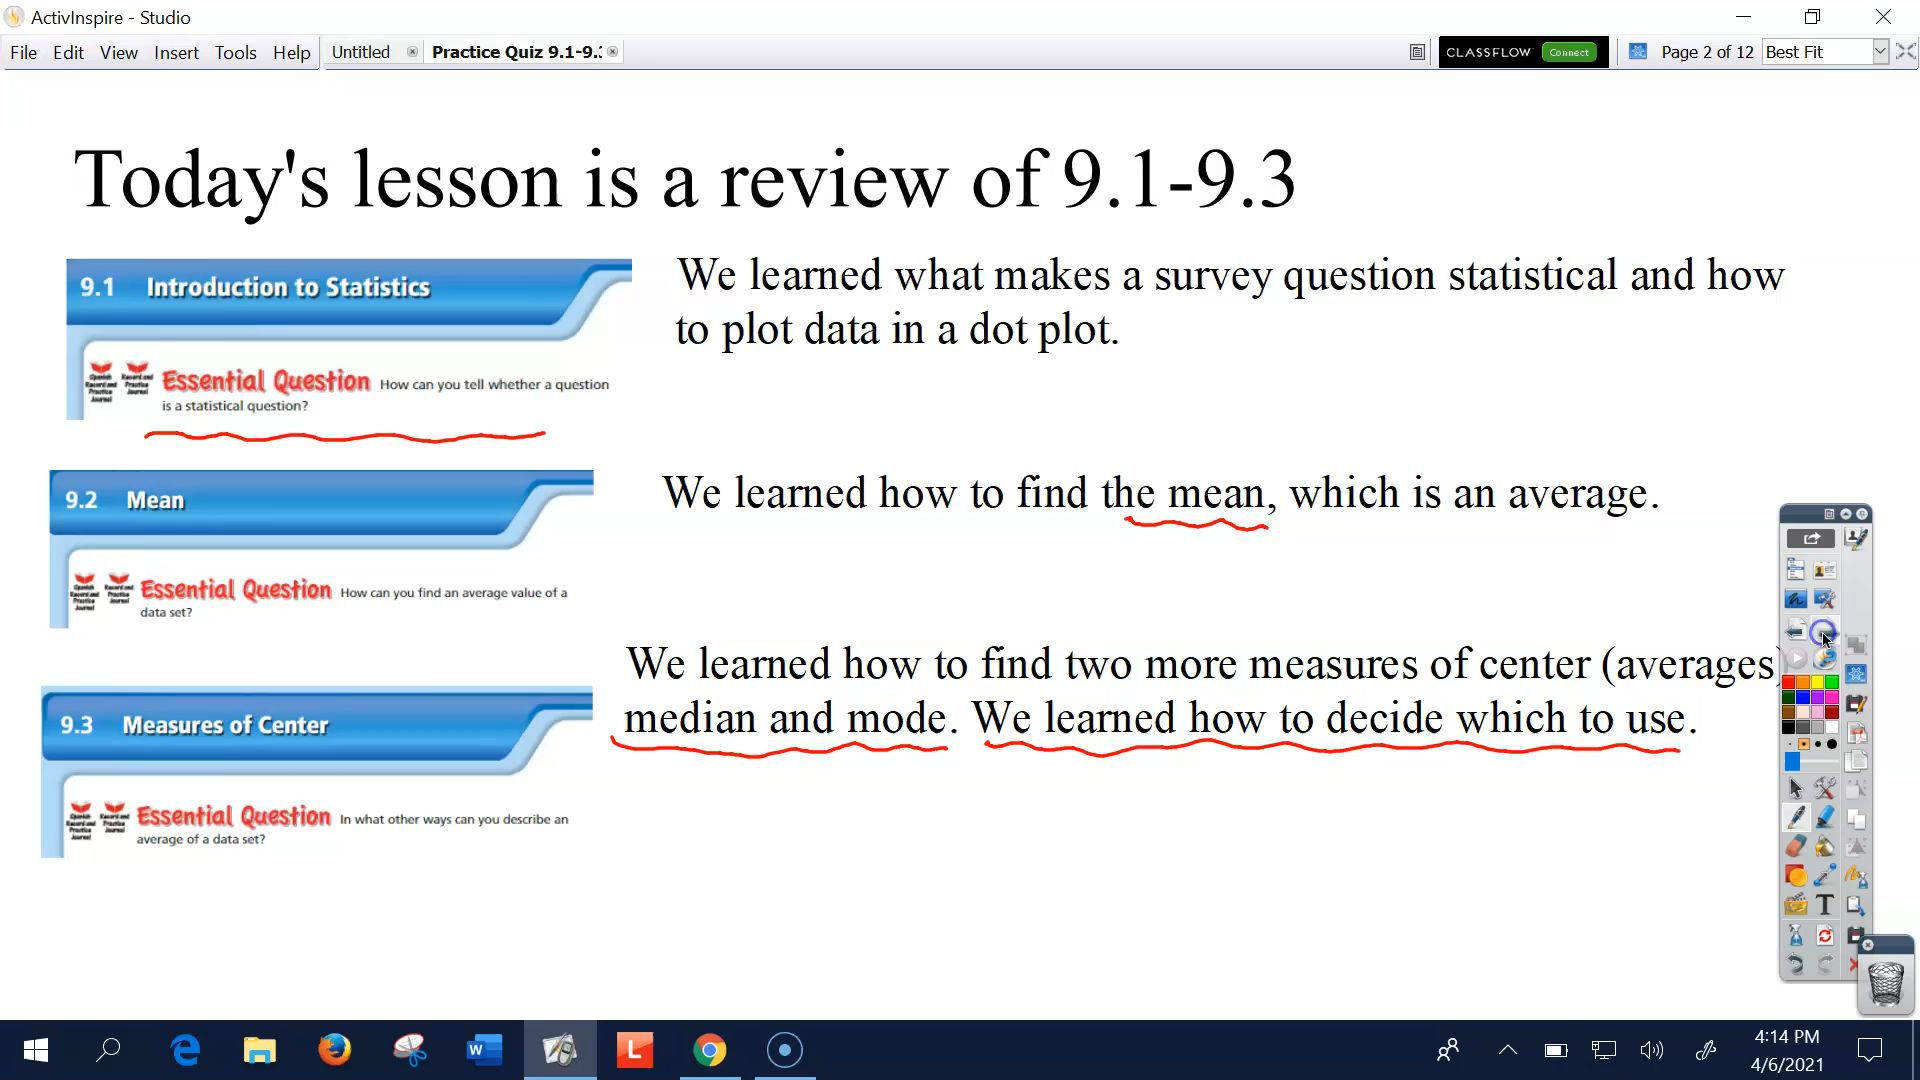 ActivInspire - Studio
File Edit View Insert Tools Help Untitled Practice Quiz 9.1-9.: CLASSFLOW Connect Page 2 of 12 Best Fit
Today's lesson is a review of 9.1-9.3
9.1 Introduction to Statistics
Essential Question How can you tell whether a question
is a statistical question?
We learned what makes a survey question statistical and how
to plot data in a dot plot.
9.2 Mean
Essential Question How can you find an average value of a
data set?
We learned how to find the mean, which is an average.
9.3 Measures of Center
Essential Question In what other ways can you describe an
average of a data set?
We learned how to find two more measures of center (averages)
median and mode. We learned how to decide which to use.
4:14 PM
4/6/2021